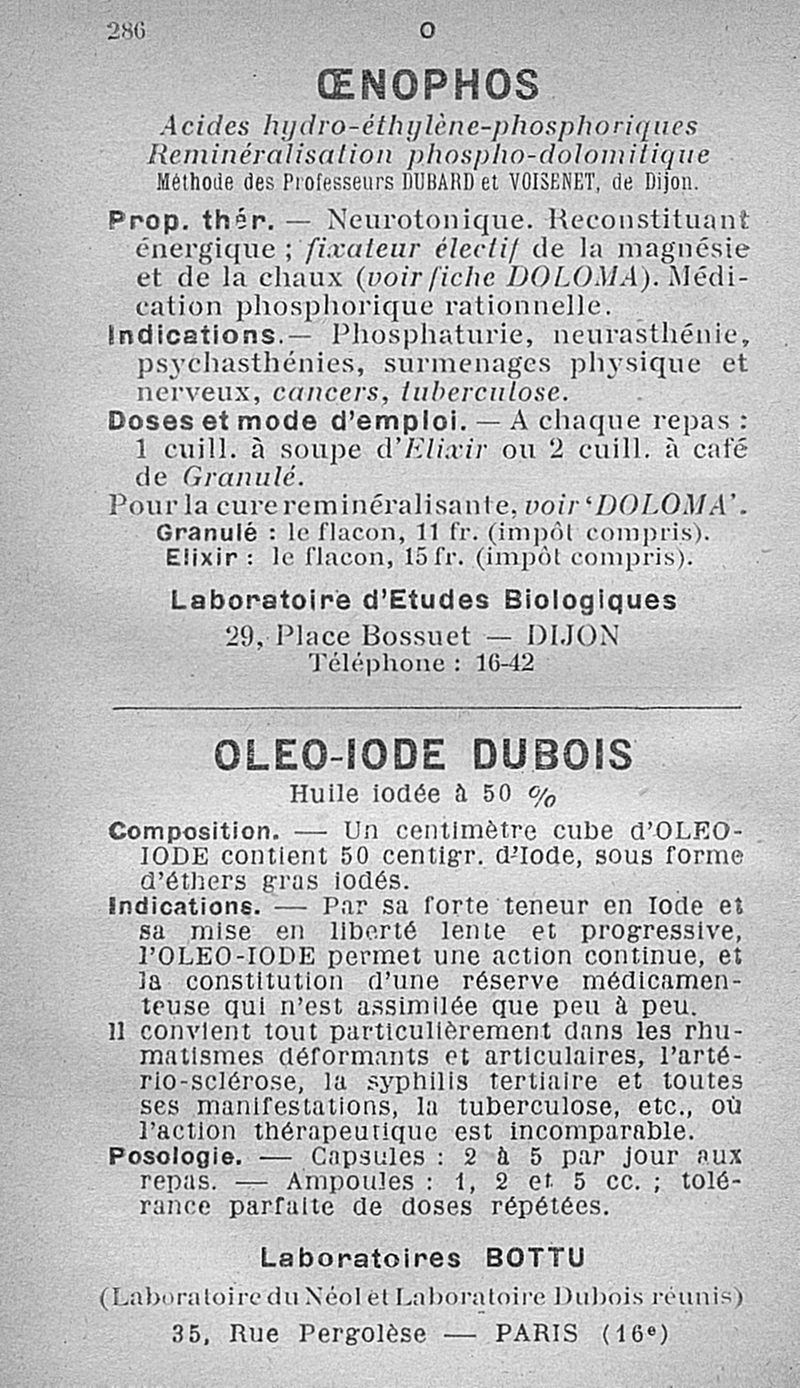 286
O
ŒNOPHOS
Acides hydro-éthylène-phosphoriques
Reminéralisation phospho-dolomitique
Méthode des Professeurs DUBARD et VOISENET, de Dijon.
Prop. thér. — Neurotonique. Reconstituant
énergique ; fixateur électif de la magnésie
et de la chaux (voir fiche DOLOMA). Médi-
cation phosphorique rationnelle.
Indications.— Phosphaturie, neurasthénie,
psychasthénies, surmenages physique et
nerveux, cancers, tuberculose.
Doses et mode d'emploi. — A chaque repas :
1 cuill. à soupe d'Elixir ou 2 cuill. à café
de Granulé.
Pour la cure reminéralisante, voir 'DOLOMA'.
Granulé : le flacon, 11 fr. (impôt compris).
Elixir : le flacon, 15 fr. (impôt compris).
Laboratoire d'Etudes Biologiques
29, Place Bossuet — DIJON
Téléphone : 16-42
OLEO-IODE DUBOIS
Huile iodée à 50 %
Composition. — Un centimètre cube d'OLEO-
IODE contient 50 centigr. d'Iode, sous forme
d'éthers gras iodés.
Indications. — Par sa forte teneur en Iode et
sa mise en liberté lente et progressive,
l'OLEO-IODE permet une action continue, et
la constitution d'une réserve médicamen-
teuse qui n'est assimilée que peu à peu.
Il convient tout particulièrement dans les rhu-
matismes déformants et articulaires, l'arté-
rio-sclérose, la syphilis tertiaire et toutes
ses manifestations, la tuberculose, etc., où
l'action thérapeutique est incomparable.
Posologie. — Capsules : 2 à 5 par jour aux
repas. — Ampoules : 1, 2 et 5 cc. ; tolé-
rance parfaite de doses répétées.
Laboratoires BOTTU
(Laboratoire du Néol et Laboratoire Dubois réunis)
35, Rue Pergolèse — PARIS (16e)